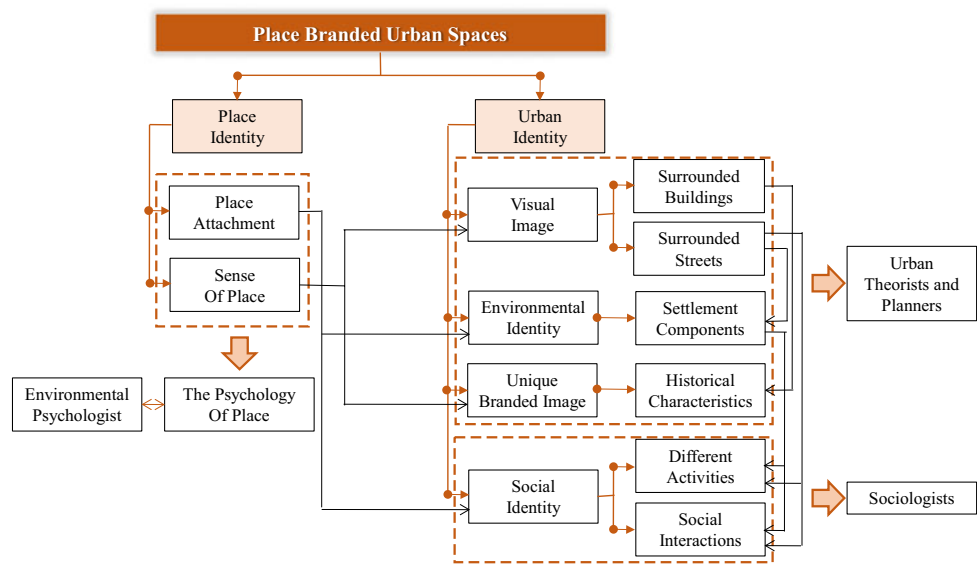 Place Branded Urban Spaces
Place
Identity
Urban
Identity
Place
Attachment
Sense
Of Place
Visual
Image
Surrounded
Buildings
Surrounded
Streets
Urban
Theorists and
Planners
Environmental
Identity
Settlement
Components
Environmental
Psychologist
The Psychology
Of Place
Unique
Branded Image
Historical
Characteristics
Social
Identity
Different
Activities
Social
Interactions
Sociologists